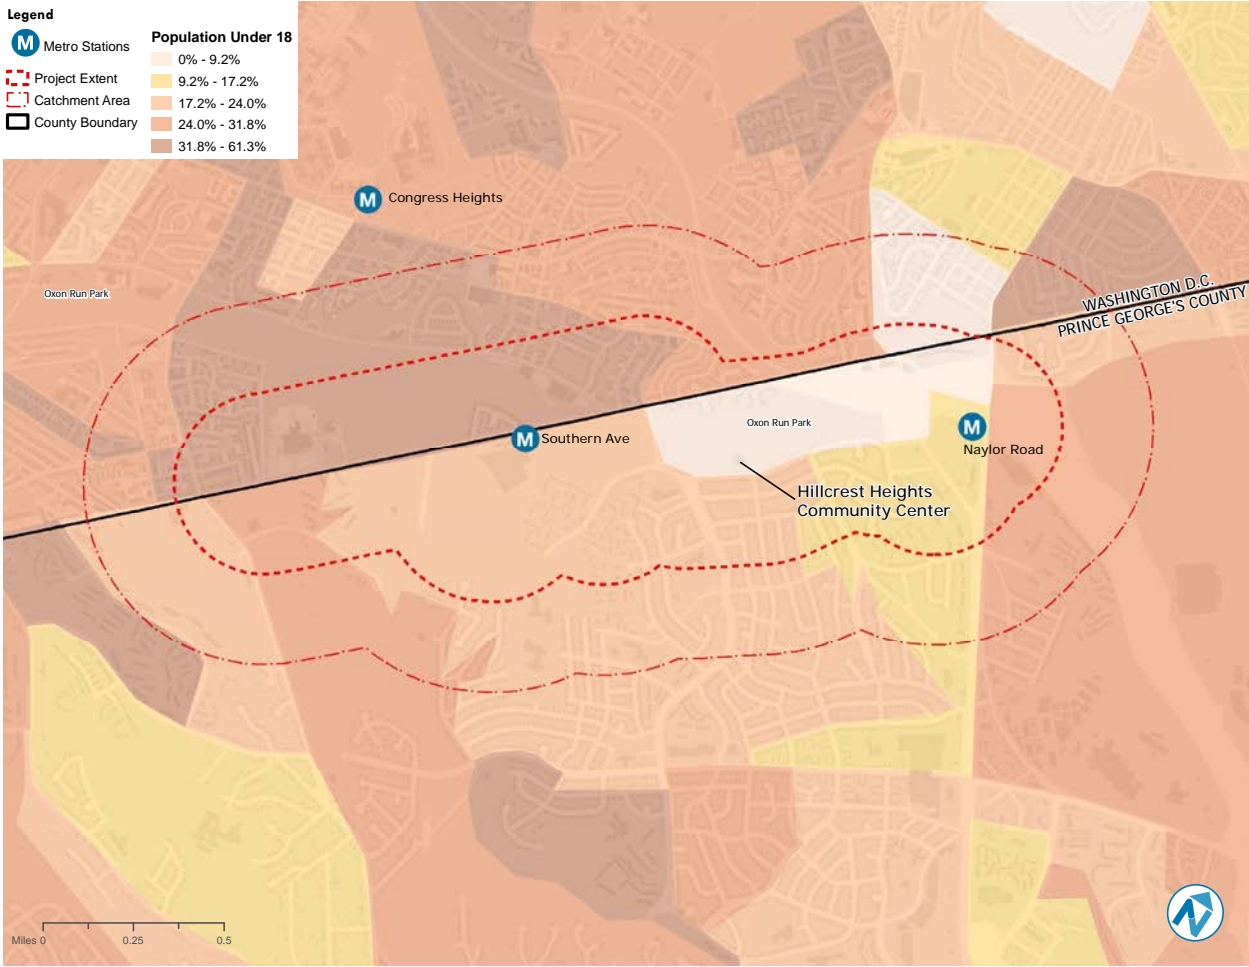 Legend
M Metro Stations
Project Extent
Catchment Area
County Boundary
Population Under 18
0% - 9.2%
9.2% - 17.2%
17.2% - 24.0%
24.0% - 31.8%
31.8% - 61.3%
M Congress Heights
Oxon Run Park
WASHINGTON D.C.
PRINCE GEORGE'S COUNTY
Oxon Run Park
M Southern Ave
M
Naylor Road
Hillcrest Heights
Community Center
Miles 0 0.25 0.5
N